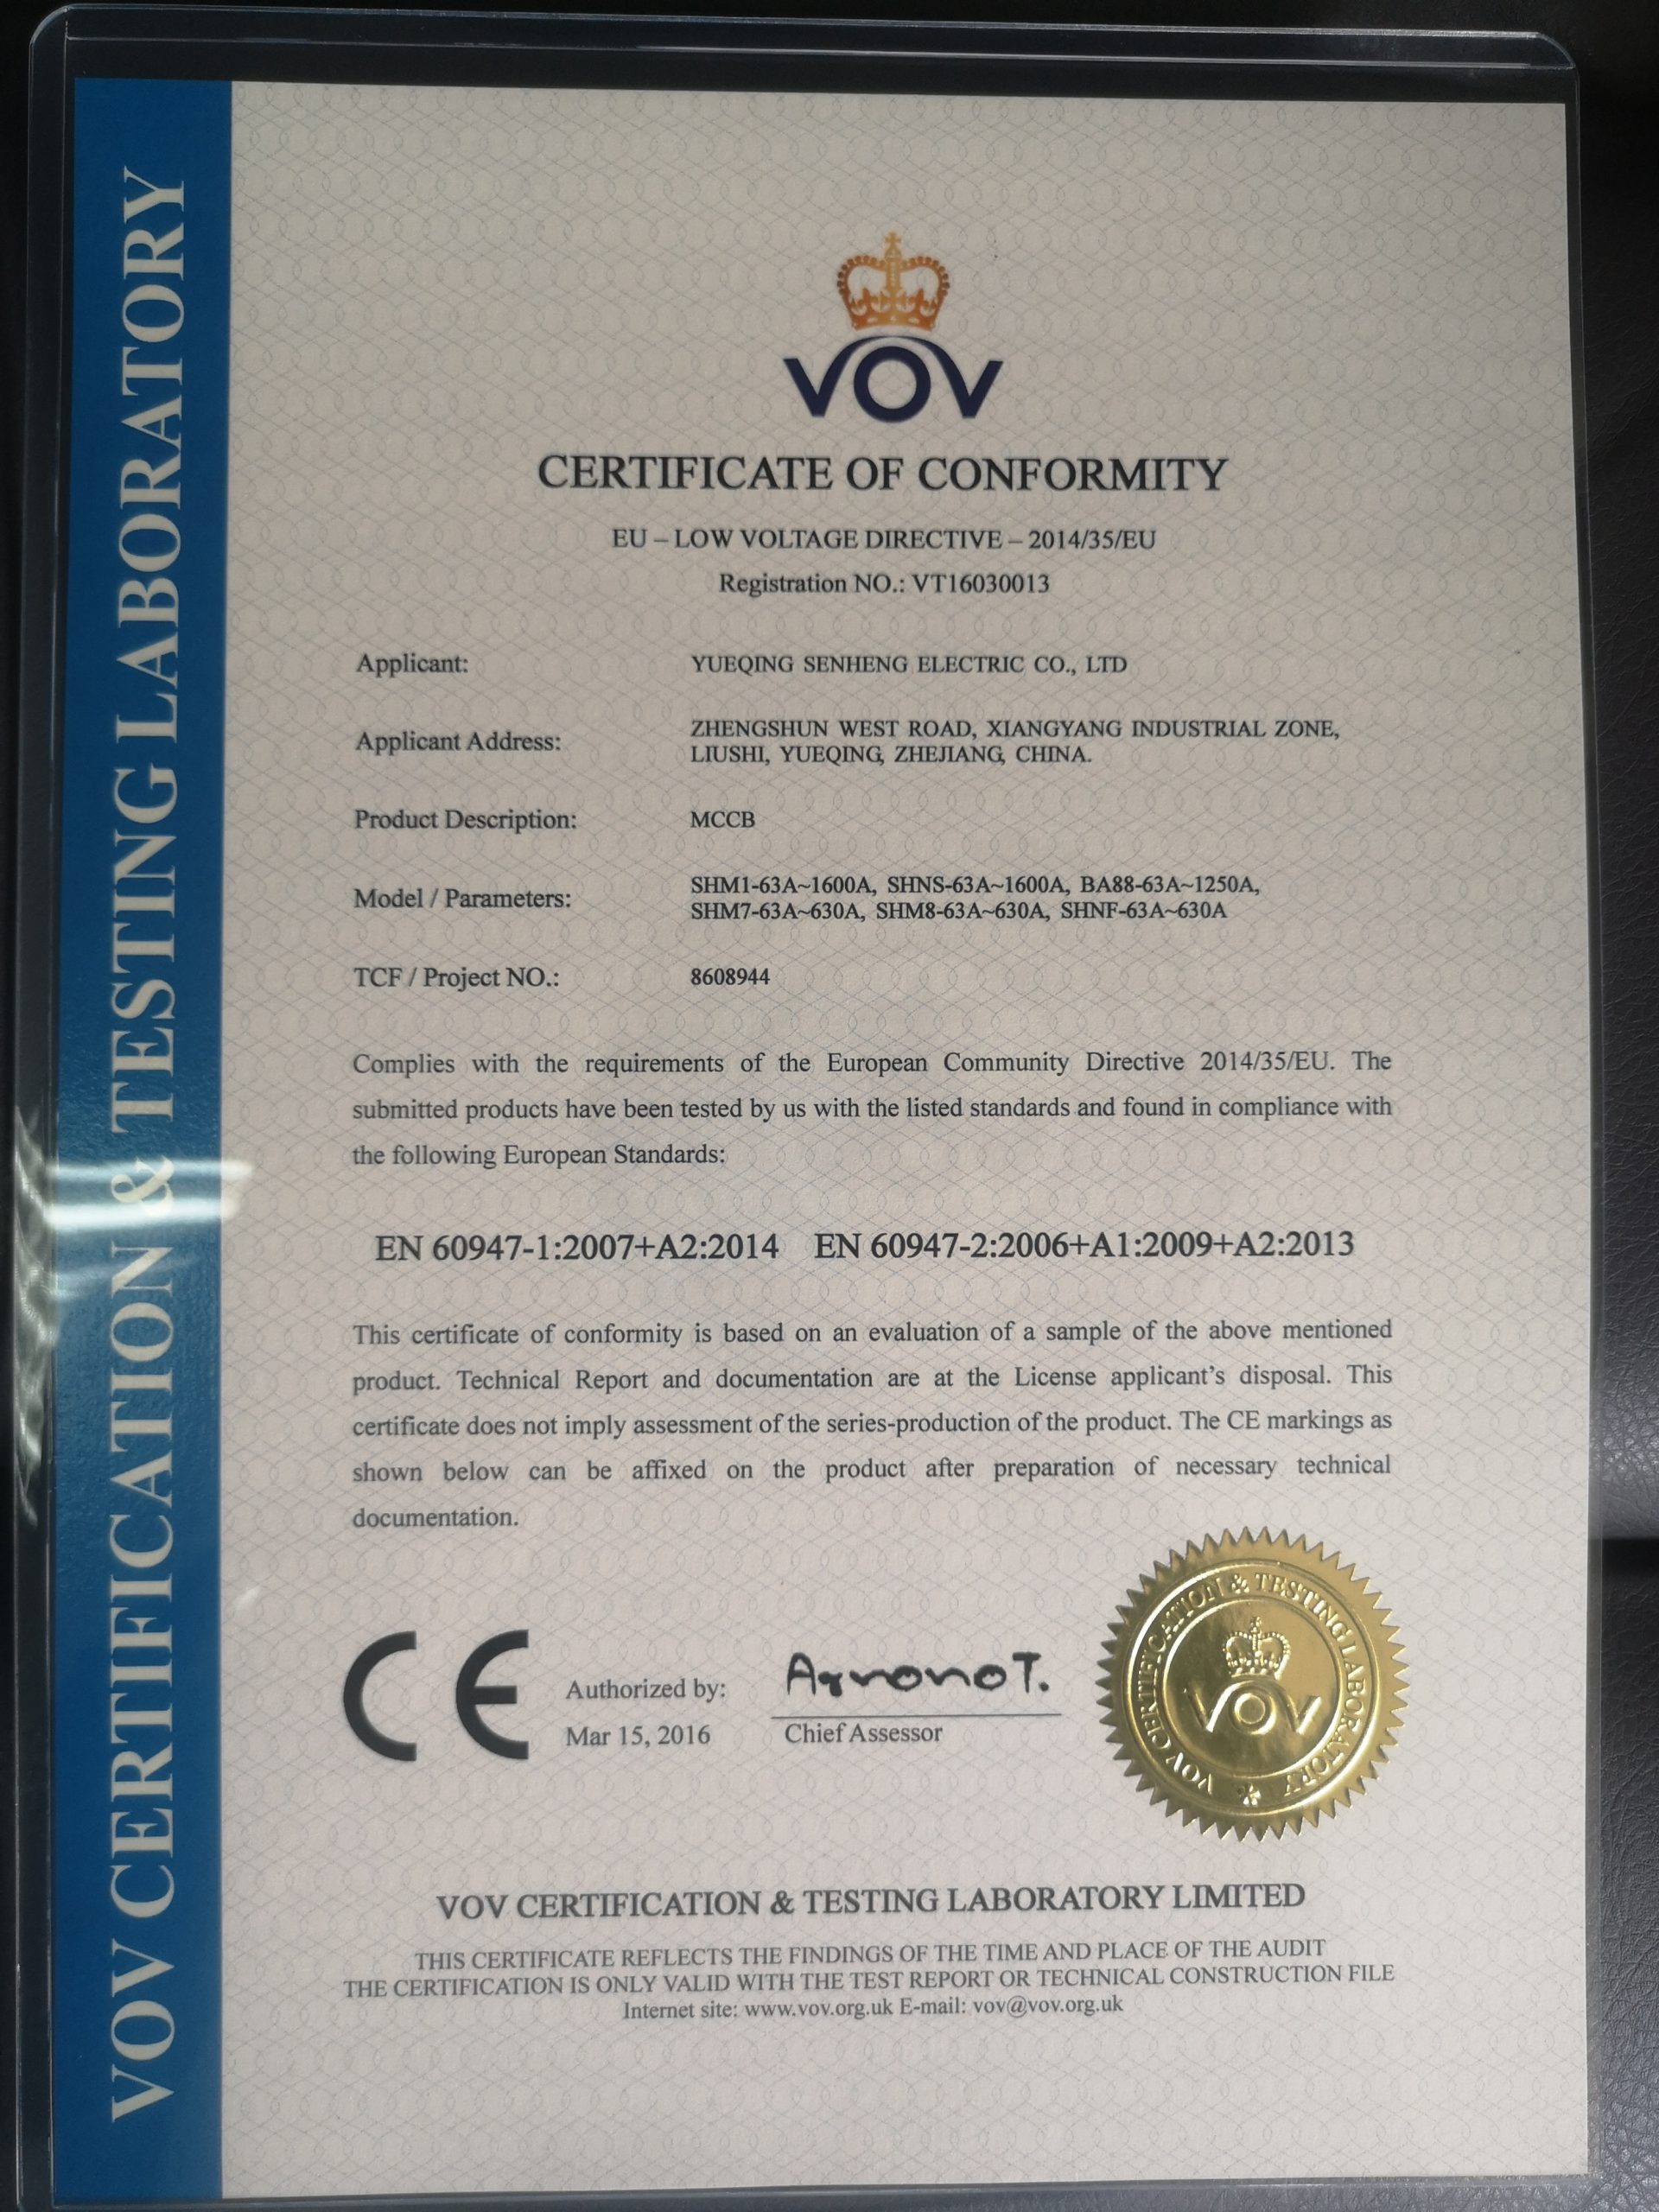 VOV CERTIFICATION & TESTING LABORATORY
VOV
CERTIFICATE OF CONFORMITY
EU – LOW VOLTAGE DIRECTIVE – 2014/35/EU
Registration NO.: VT16030013
Applicant: YUEQING SENHENG ELECTRIC CO., LTD
Applicant Address: ZHENGSHUN WEST ROAD, XIANGYANG INDUSTRIAL ZONE,
LIUSHI, YUEQING, ZHEJIANG, CHINA.
Product Description: MCCB
Model / Parameters: SHM1-63A~1600A, SHNS-63A~1600A, BA88-63A~1250A,
SHM7-63A~630A, SHM8-63A~630A, SHNF-63A~630A
TCF / Project NO.: 8608944
Complies with the requirements of the European Community Directive 2014/35/EU. The
submitted products have been tested by us with the listed standards and found in compliance with
the following European Standards:
EN 60947-1:2007+A2:2014 EN 60947-2:2006+A1:2009+A2:2013
This certificate of conformity is based on an evaluation of a sample of the above mentioned
product. Technical Report and documentation are at the License applicant's disposal. This
certificate does not imply assessment of the series-production of the product. The CE markings as
shown below can be affixed on the product after preparation of necessary technical
documentation.
CE
Authorized by:
Mar 15, 2016
Chief Assessor
VOV CERTIFICATION & TESTING LABORATORY
VOV
VOV CERTIFICATION & TESTING LABORATORY LIMITED
THIS CERTIFICATE REFLECTS THE FINDINGS OF THE TIME AND PLACE OF THE AUDIT
THE CERTIFICATION IS ONLY VALID WITH THE TEST REPORT OR TECHNICAL CONSTRUCTION FILE
Internet site: www.vov.org.uk E-mail: vov@vov.org.uk